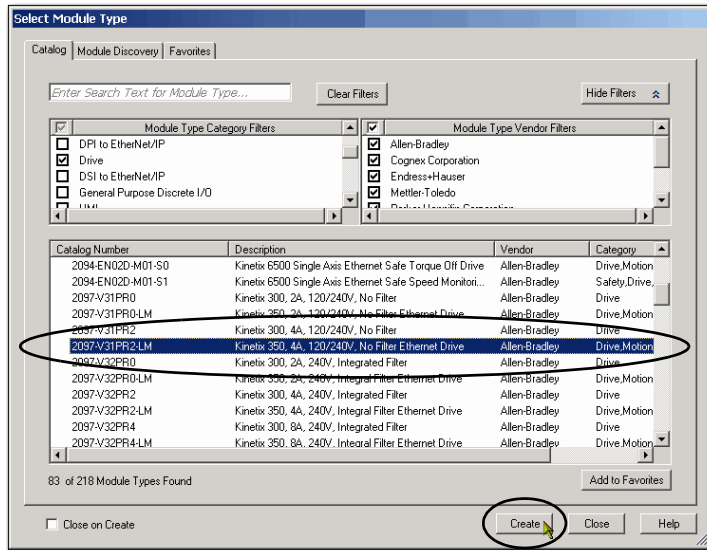 Select Module Type
Catalog Module Discovery Favorites
Enter Search Text for Module Type... Clear Filters Hide Filters
Module Type Category Filters Module Type Vendor Filters
DPI to EtherNet/IP Allen-Bradley
Drive Cognex Corporation
DSI to EtherNet/IP Endress+Hauser
General Purpose Discrete I/O Mettler-Toledo
HMI Parker Hannifin Corporation
Catalog Number Description Vendor Category
2094-EN02D-M01-S0 Kinetix 6500 Single Axis Ethernet Safe Torque Off Drive Allen-Bradley Drive,Motion
2094-EN02D-M01-S1 Kinetix 6500 Single Axis Ethernet Safe Speed Monitori... Allen-Bradley Safety,Drive,
2097-V31PR0 Kinetix 300, 2A, 120/240V, No Filter Allen-Bradley Drive
2097-V31PR0-LM Kinetix 350, 2A, 120/240V, No Filter Ethernet Drive Allen-Bradley Drive,Motion
2097-V31PR2 Kinetix 300, 4A, 120/240V, No Filter Allen-Bradley Drive
2097-V31PR2-LM Kinetix 350, 4A, 120/240V, No Filter Ethernet Drive Allen-Bradley Drive,Motion
2097-V32PR0 Kinetix 300, 2A, 240V, Integrated Filter Allen-Bradley Drive
2097-V32PR0-LM Kinetix 350, 2A, 240V, Integral Filter Ethernet Drive Allen-Bradley Drive,Motion
2097-V32PR2 Kinetix 300, 4A, 240V, Integrated Filter Allen-Bradley Drive
2097-V32PR2-LM Kinetix 350, 4A, 240V, Integral Filter Ethernet Drive Allen-Bradley Drive,Motion
2097-V32PR4 Kinetix 300, 8A, 240V, Integrated Filter Allen-Bradley Drive
2097-V32PR4-LM Kinetix 350, 8A, 240V, Integral Filter Ethernet Drive Allen-Bradley Drive,Motion
83 of 218 Module Types Found Add to Favorites
Close on Create Create Close Help